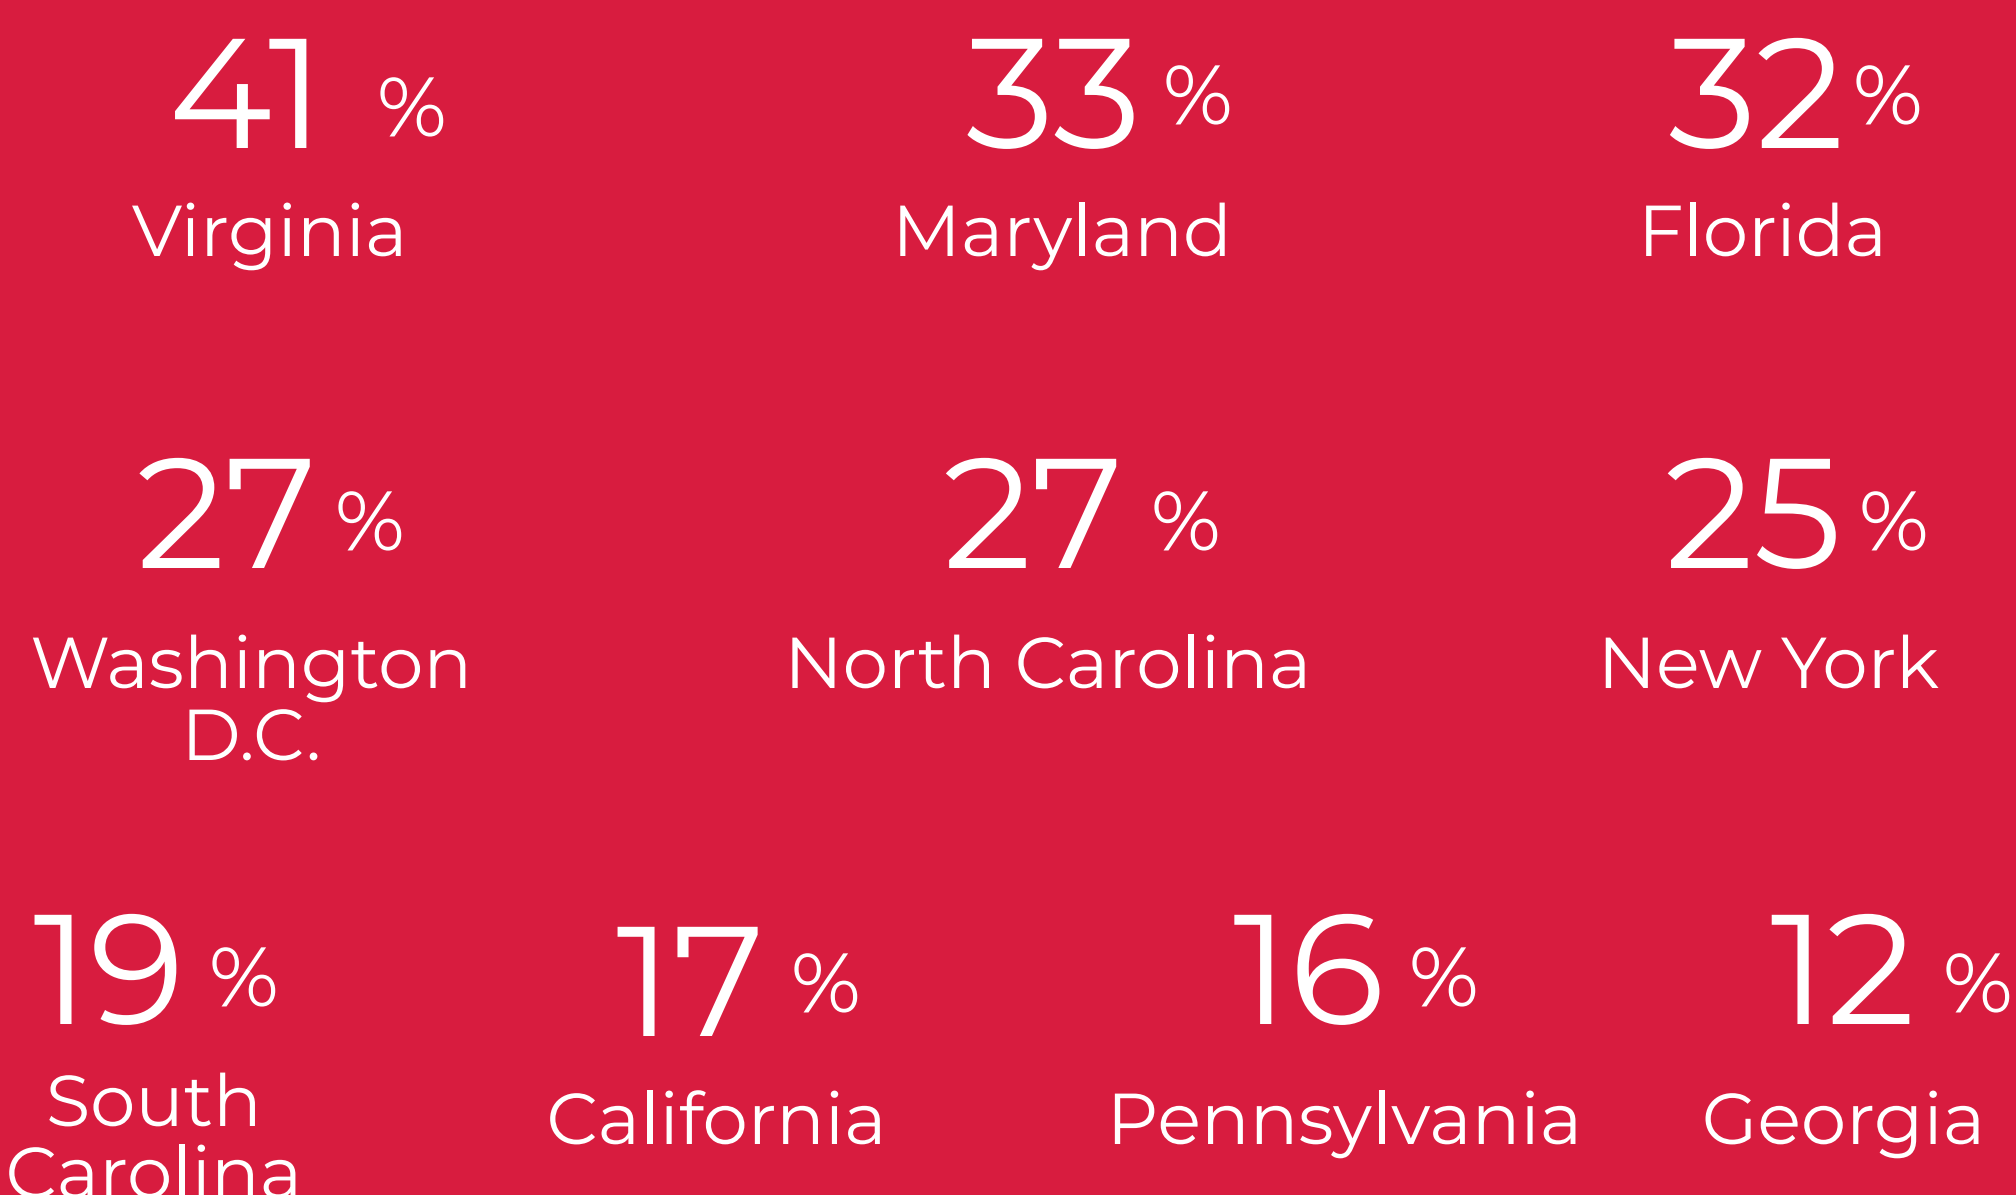 41 %
33 %
32 %
Virginia
Maryland
Florida
27 %
27 %
25 %
Washington
D.C.
North Carolina
New York
19 %
17 %
16 %
12 %
South
Carolina
California
Pennsylvania
Georgia